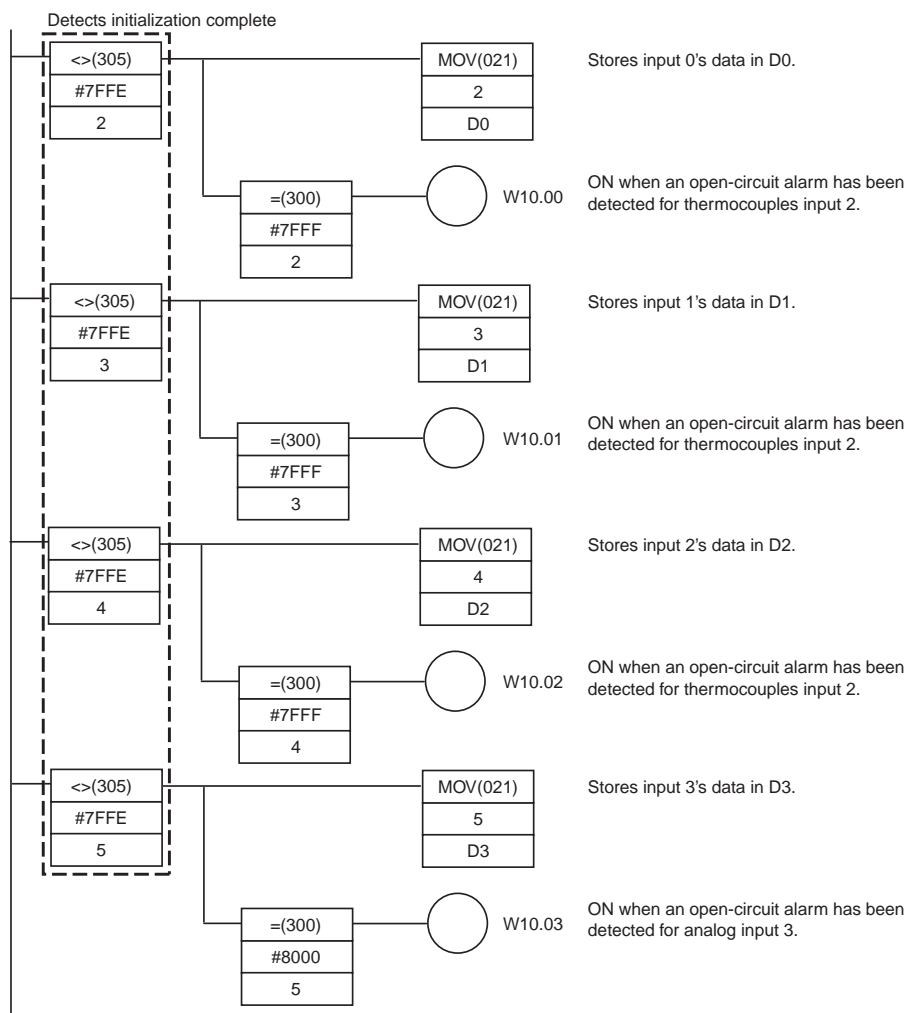 Detects initialization complete
<>(305)
#7FFE
2
MOV(021)
2
D0
Stores input 0's data in D0.
=(300)
#7FFF
2
W10.00
ON when an open-circuit alarm has been
detected for thermocouples input 2.
<>(305)
#7FFE
3
MOV(021)
3
D1
Stores input 1's data in D1.
=(300)
#7FFF
3
W10.01
ON when an open-circuit alarm has been
detected for thermocouples input 2.
<>(305)
#7FFE
4
MOV(021)
4
D2
Stores input 2's data in D2.
=(300)
#7FFF
4
W10.02
ON when an open-circuit alarm has been
detected for thermocouples input 2.
<>(305)
#7FFE
5
MOV(021)
5
D3
Stores input 3's data in D3.
=(300)
#8000
5
W10.03
ON when an open-circuit alarm has been
detected for analog input 3.